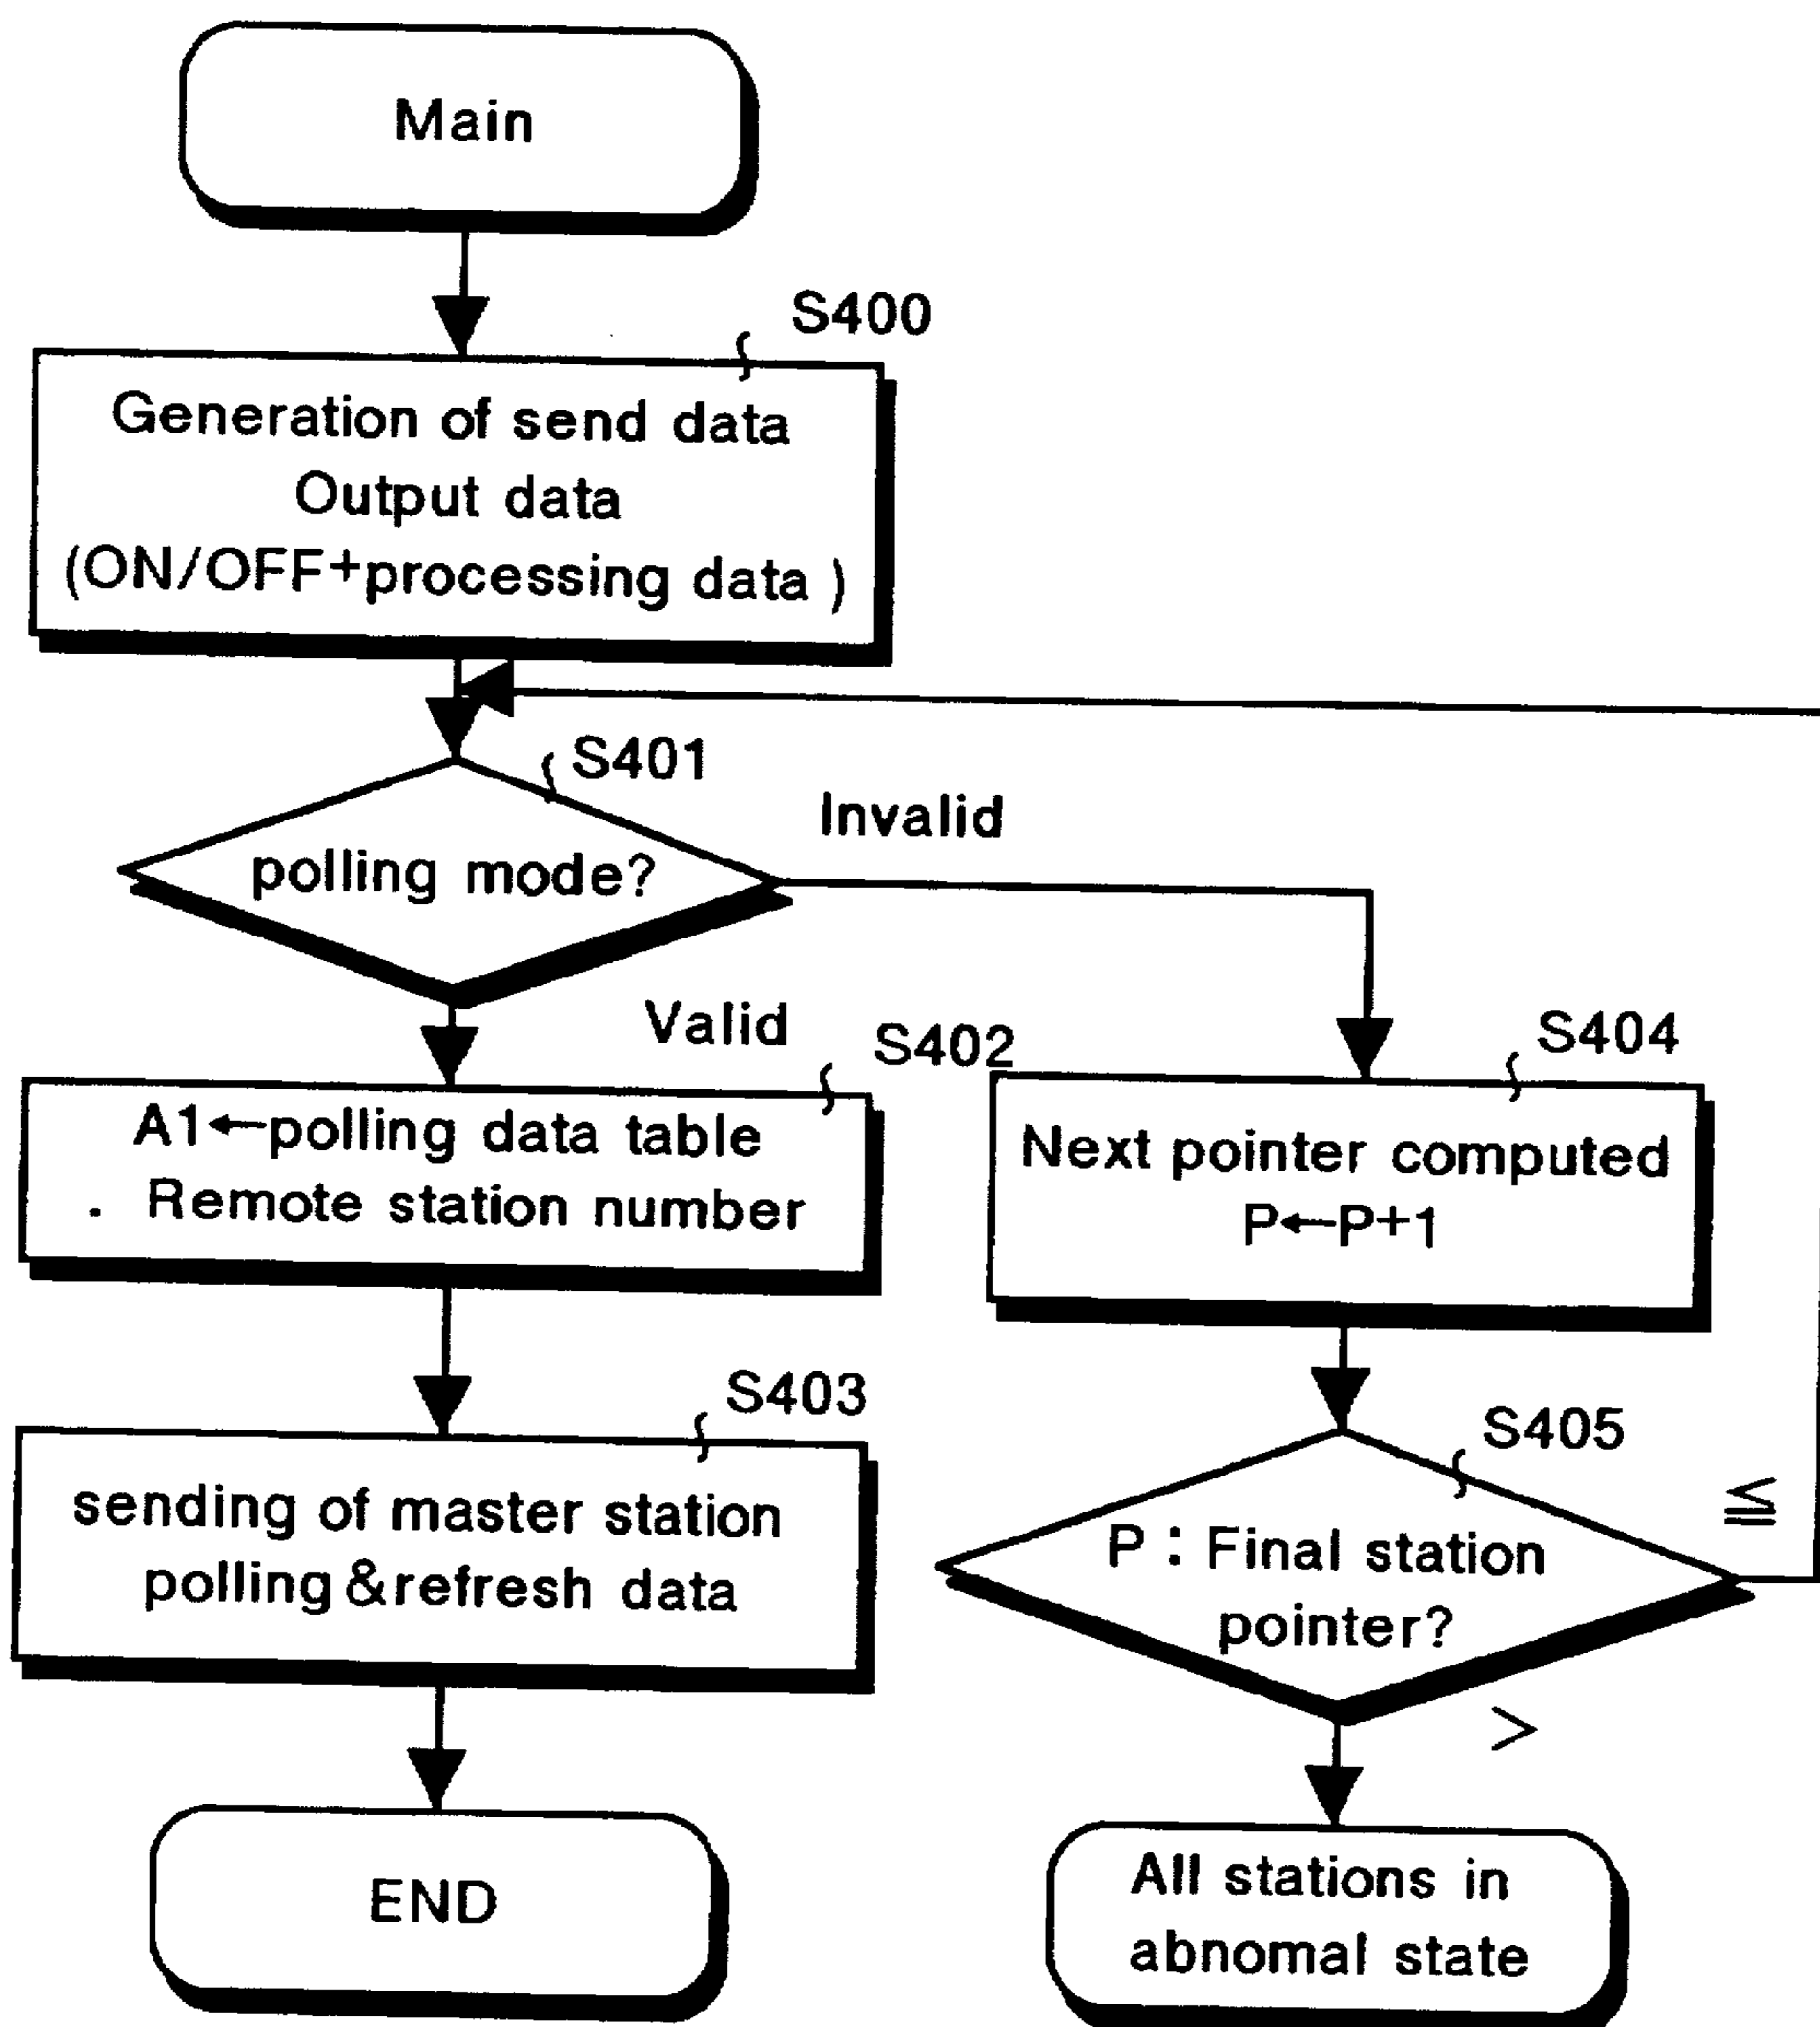 Main
S400
Generation of send data
Output data
(ON/OFF+processing data )
S401
polling mode?
Invalid
Valid
S402
A1←polling data table
. Remote station number
S403
sending of master station
polling &refresh data
END
S404
Next pointer computed
P←P+1
S405
P : Final station
pointer?
≦
>
All stations in
abnomal state